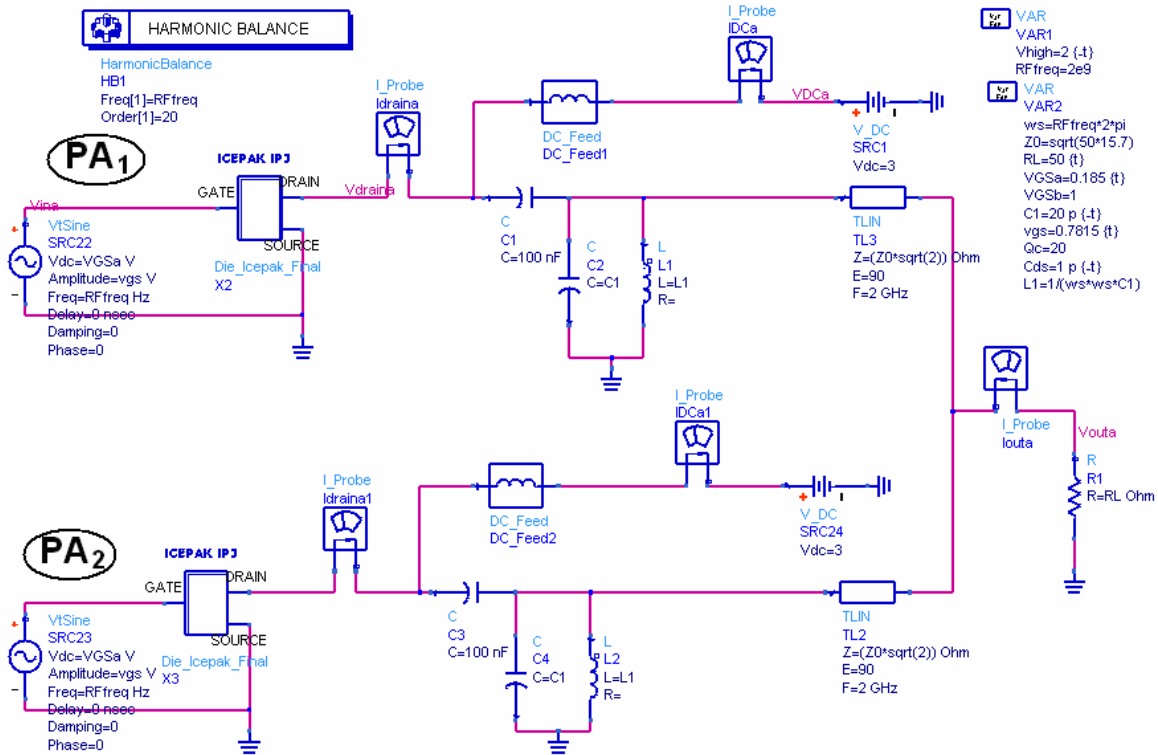 HARMONIC BALANCE
HarmonicBalance
HB1
Freq[1]=RFfreq
Order[1]=20
I_Probe
IDCa
VAR
VAR1
Vhigh=2 {-t}
RFfreq=2e9
VAR
VAR2
ws=RFfreq*2*pi
Z0=sqrt(50*15.7)
RL=50 {t}
VGSa=0.185 {t}
VGSb=1
C1=20 p {-t}
vgs=0.7815 {t}
Qc=20
Cds=1 p {-t}
L1=1/(ws*ws*C1)
I_Probe
Idraina
DC_Feed
DC_Feed1
VDCa
V_DC
SRC1
Vdc=3
PA1
ICEPAK IP3
GATE
DRAIN
SOURCE
Die_Icepak_Final
X2
Vdraina
Vina
VtSine
SRC22
Vdc=VGSa V
Amplitude=vgs V
Freq=RFfreq Hz
Delay=0 nsec
Damping=0
Phase=0
C
C1
C=100 nF
C
C2
C=C1
L
L1
L=L1
R=
TLIN
TL3
Z=(Z0*sqrt(2)) Ohm
E=90
F=2 GHz
I_Probe
Iouta
Vouta
R
R1
R=RL Ohm
I_Probe
IDCa1
I_Probe
Idraina1
DC_Feed
DC_Feed2
V_DC
SRC24
Vdc=3
PA2
ICEPAK IP3
GATE
DRAIN
SOURCE
Die_Icepak_Final
X3
VtSine
SRC23
Vdc=VGSa V
Amplitude=vgs V
Freq=RFfreq Hz
Delay=0 nsec
Damping=0
Phase=0
C
C3
C=100 nF
C
C4
C=C1
L
L2
L=L1
R=
TLIN
TL2
Z=(Z0*sqrt(2)) Ohm
E=90
F=2 GHz